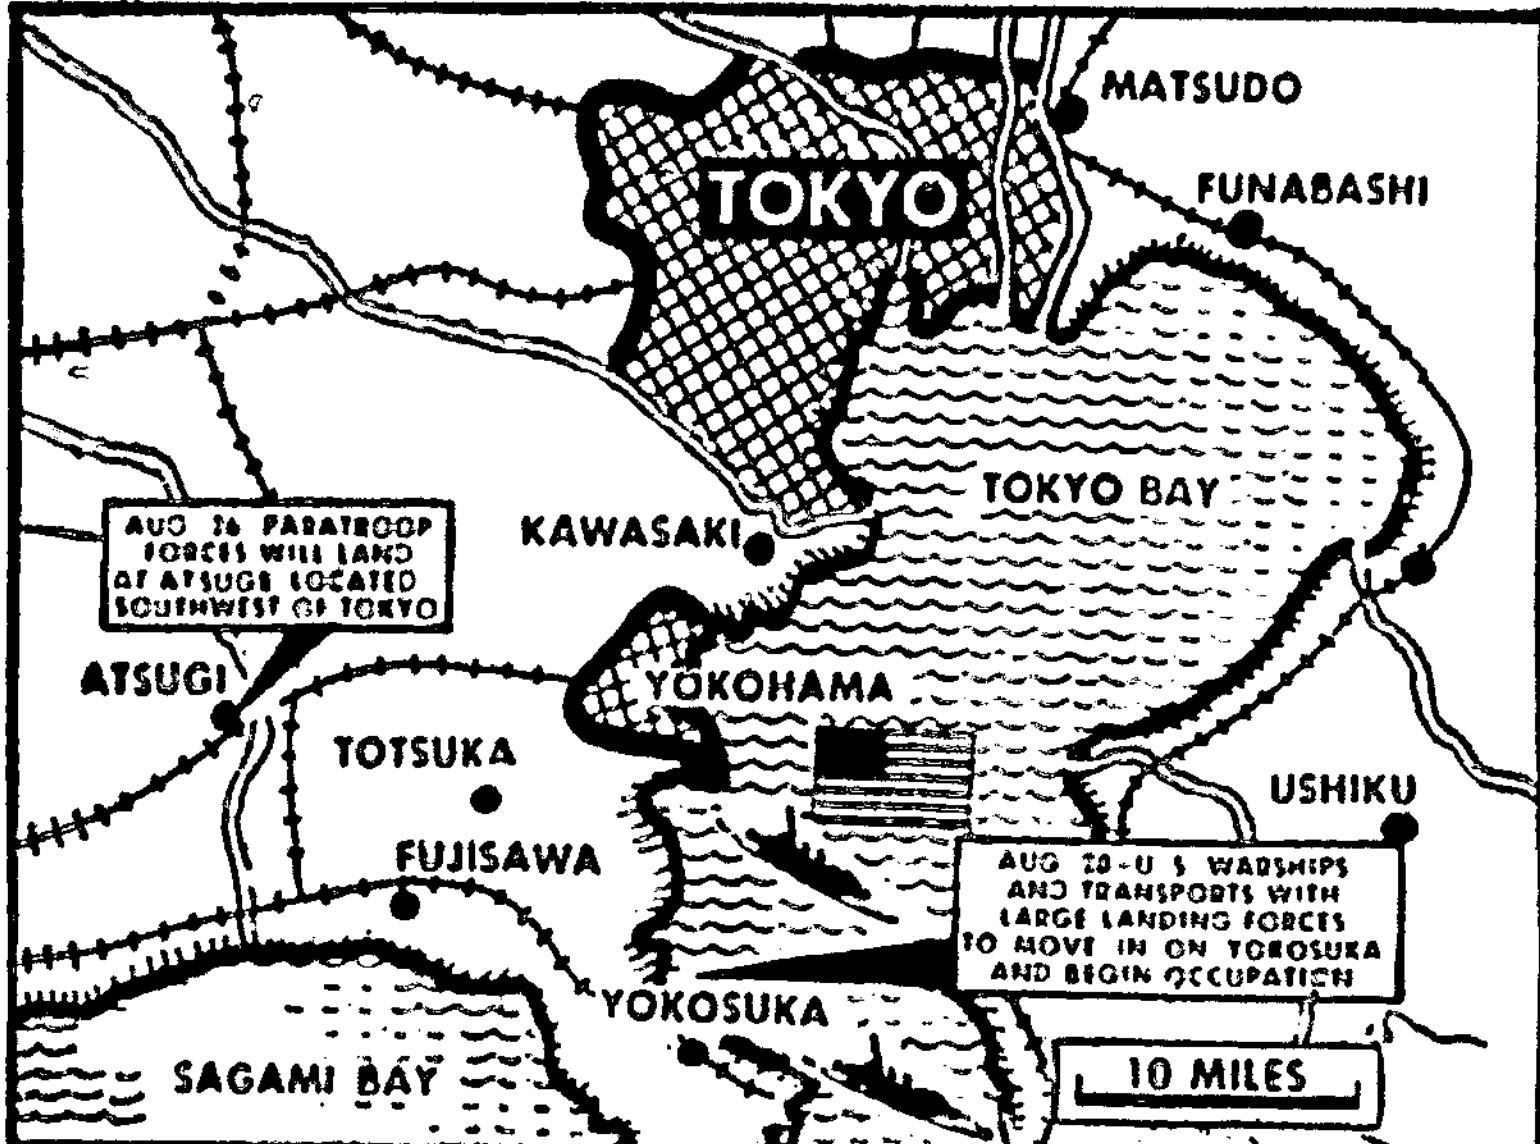 MATSUDO
TOKYO
FUNABASHI
TOKYO BAY
KAWASAKI
AUG 26 PARATROOP
FORCES WILL LAND
AT ATSUGI LOCATED
SOUTHWEST OF TOKYO
ATSUGI
YOKOHAMA
TOTSUKA
USHIKU
FUJISAWA
AUG 28-U S WARSHIPS
AND TRANSPORTS WITH
LARGE LANDING FORCES
TO MOVE IN ON YOKOSUKA
AND BEGIN OCCUPATION
YOKOSUKA
SAGAMI BAY
10 MILES